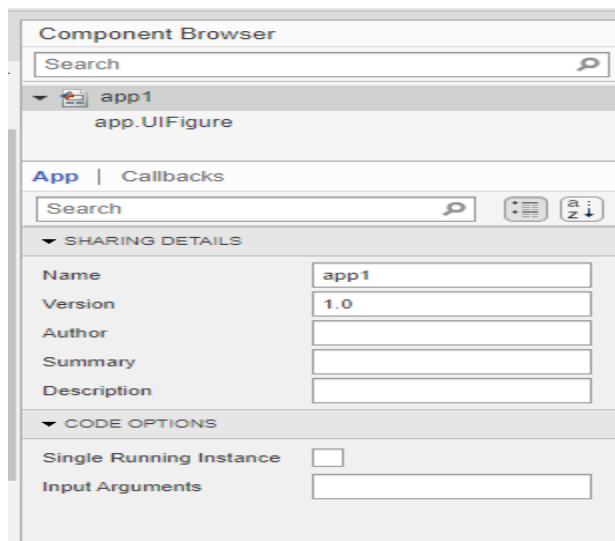 Component Browser
Search
app1
app.UIFigure
App | Callbacks
Search
a
z
SHARING DETAILS
Name app1
Version 1.0
Author
Summary
Description
CODE OPTIONS
Single Running Instance
Input Arguments